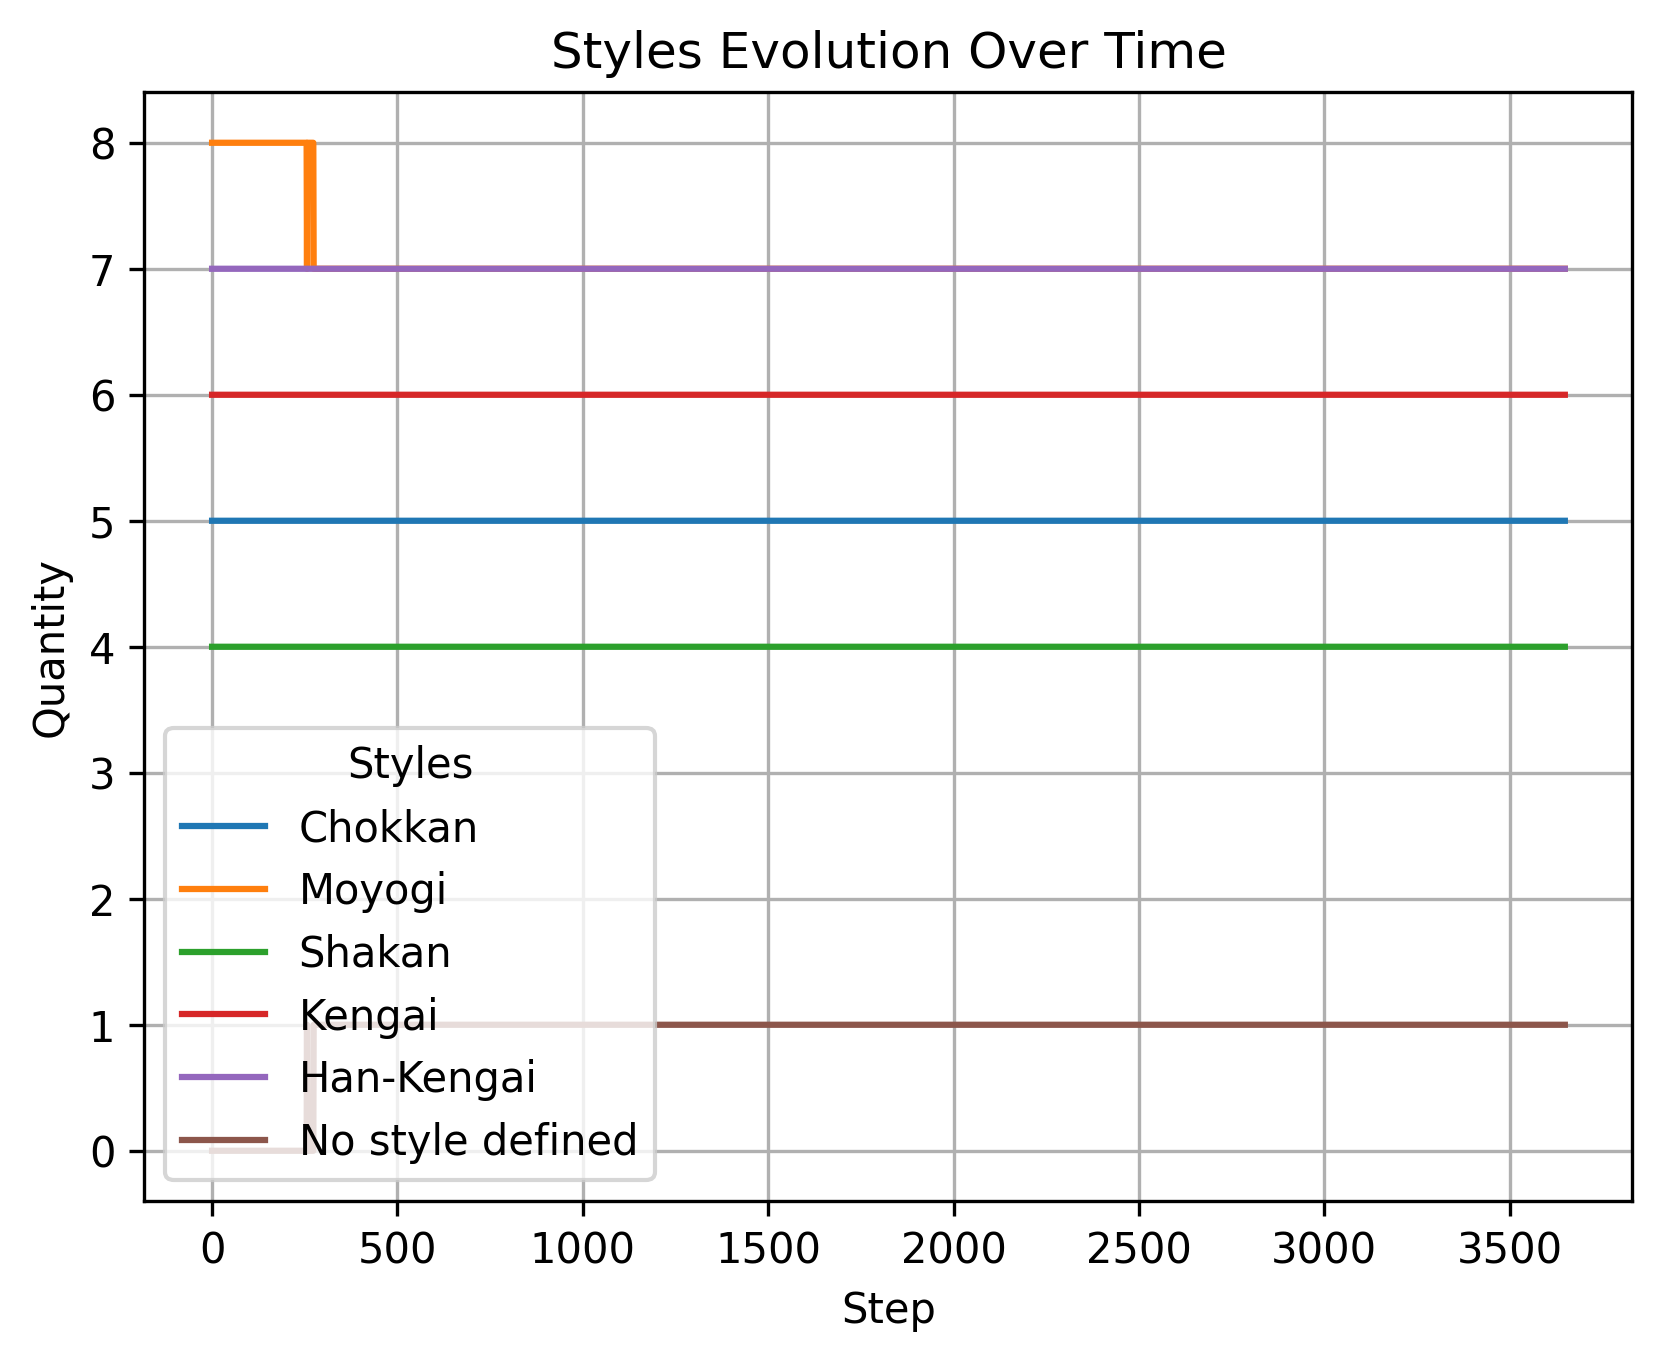 Styles Evolution Over Time
8
7
6
5
4
3
2
1
0
Quantity
Styles
Chokkan
Moyogi
Shakan
Kengai
Han-Kengai
No style defined
0 500 1000 1500 2000 2500 3000 3500
Step